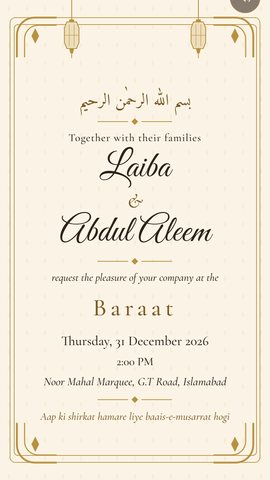 بسم الله الرحمٰن الرحيم
Together with their families
Laiba
&
Abdul Aleem
request the pleasure of your company at the
Baraat
Thursday, 31 December 2026
2:00 PM
Noor Mahal Marquee, G.T Road, Islamabad
Aap ki shirkat hamare liye baais-e-musarrat hogi